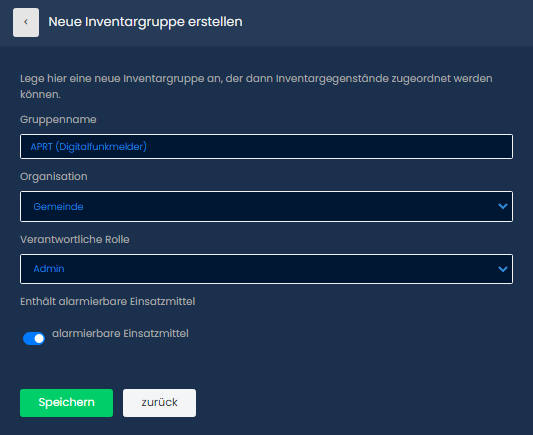 Neue Inventargruppe erstellen
Lege hier eine neue Inventargruppe an, der dann Inventargegenstände zugeordnet werden
können.
Gruppenname
APRT (Digitalfunkmelder)
Organisation
Gemeinde
Verantwortliche Rolle
Admin
Enthält alarmierbare Einsatzmittel
alarmierbare Einsatzmittel
Speichern zurück